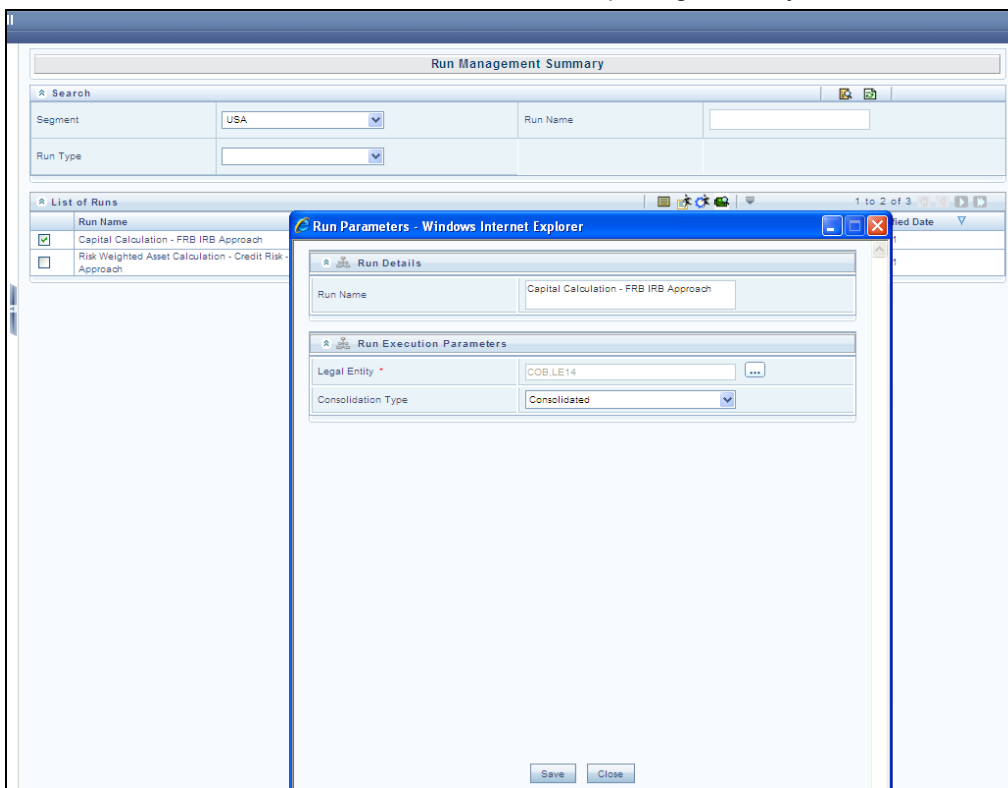 Run Management Summary
Search
Segment USA Run Name
Run Type
List of Runs 1 to 2 of 3
Run Name fied Date
Capital Calculation - FRB IRB Approach 1
Risk Weighted Asset Calculation - Credit Risk -
Approach 1
Run Parameters - Windows Internet Explorer
Run Details
Run Name Capital Calculation - FRB IRB Approach
Run Execution Parameters
Legal Entity * COB,LE14 ...
Consolidation Type Consolidated
Save Close